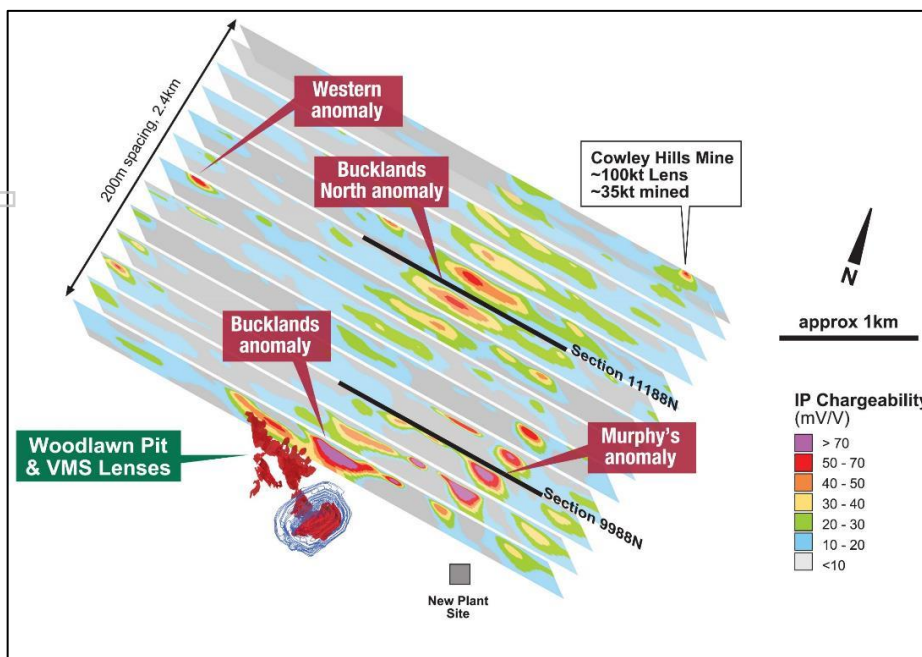 200m spacing, 2.4km
Western
anomaly
Bucklands
North anomaly
Cowley Hills Mine
~100kt Lens
~35kt mined
N
approx 1km
Bucklands
anomaly
Section 11188N
Woodlawn Pit
& VMS Lenses
Murphy's
anomaly
Section 9988N
New Plant
Site
IP Chargeability
(mV/V)
> 70
50 - 70
40 - 50
30 - 40
20 - 30
10 - 20
<10